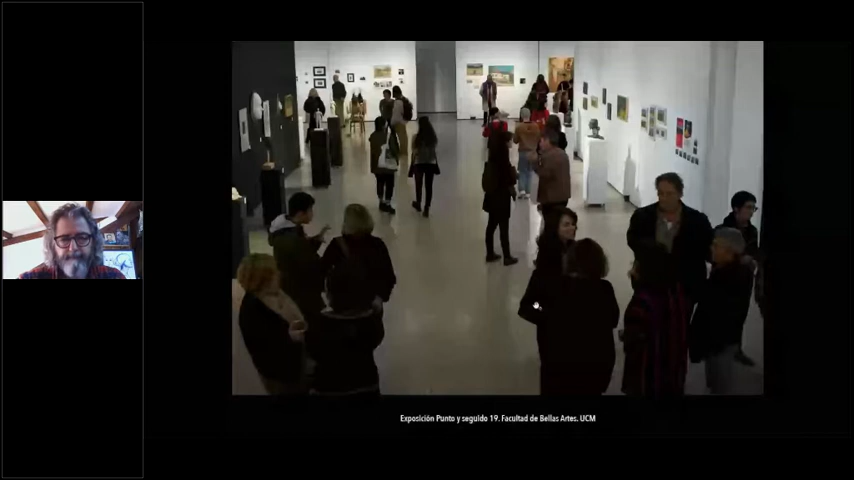 Exposición Punto y seguido 19. Facultad de Bellas Artes. UCM